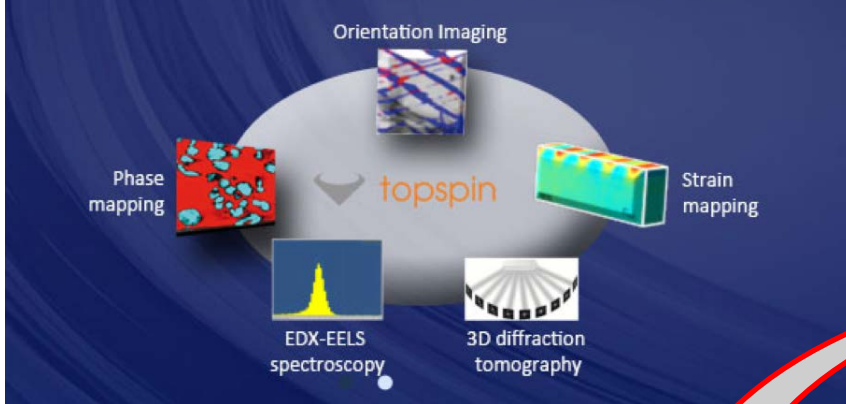 Orientation Imaging
Phase
mapping
topspin
Strain
mapping
EDX-EELS
spectroscopy
3D diffraction
tomography